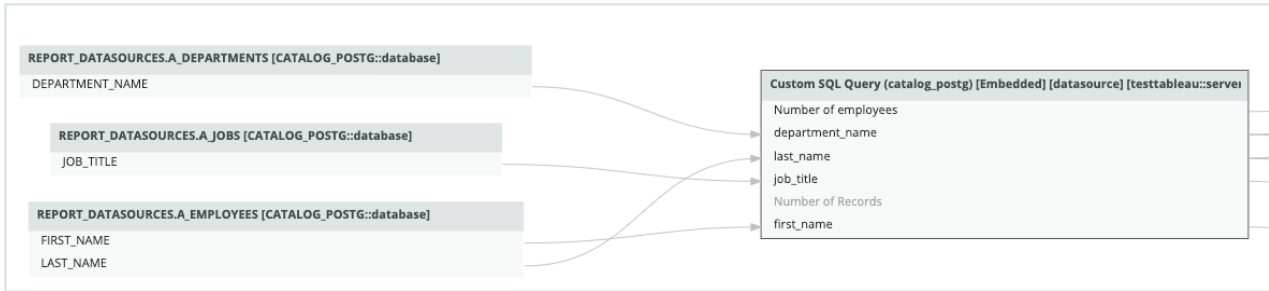 REPORT_DATASOURCES.A_DEPARTMENTS [CATALOG_POSTG::database]
DEPARTMENT_NAME
REPORT_DATASOURCES.A_JOBS [CATALOG_POSTG::database]
JOB_TITLE
REPORT_DATASOURCES.A_EMPLOYEES [CATALOG_POSTG::database]
FIRST_NAME
LAST_NAME
Custom SQL Query (catalog_postg) [Embedded] [datasource] [testtableau::server
Number of employees
department_name
last_name
job_title
Number of Records
first_name